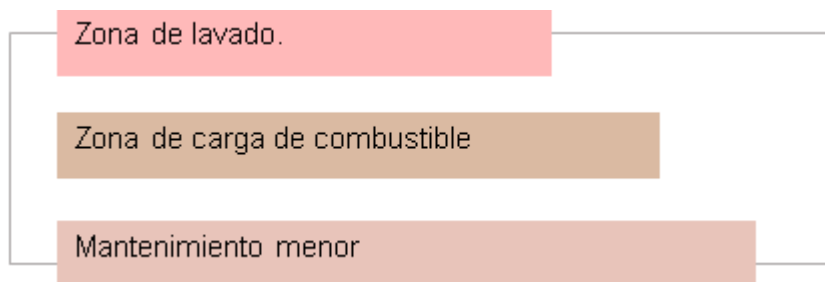 Zona de lavado.
Zona de carga de combustible
Mantenimiento menor